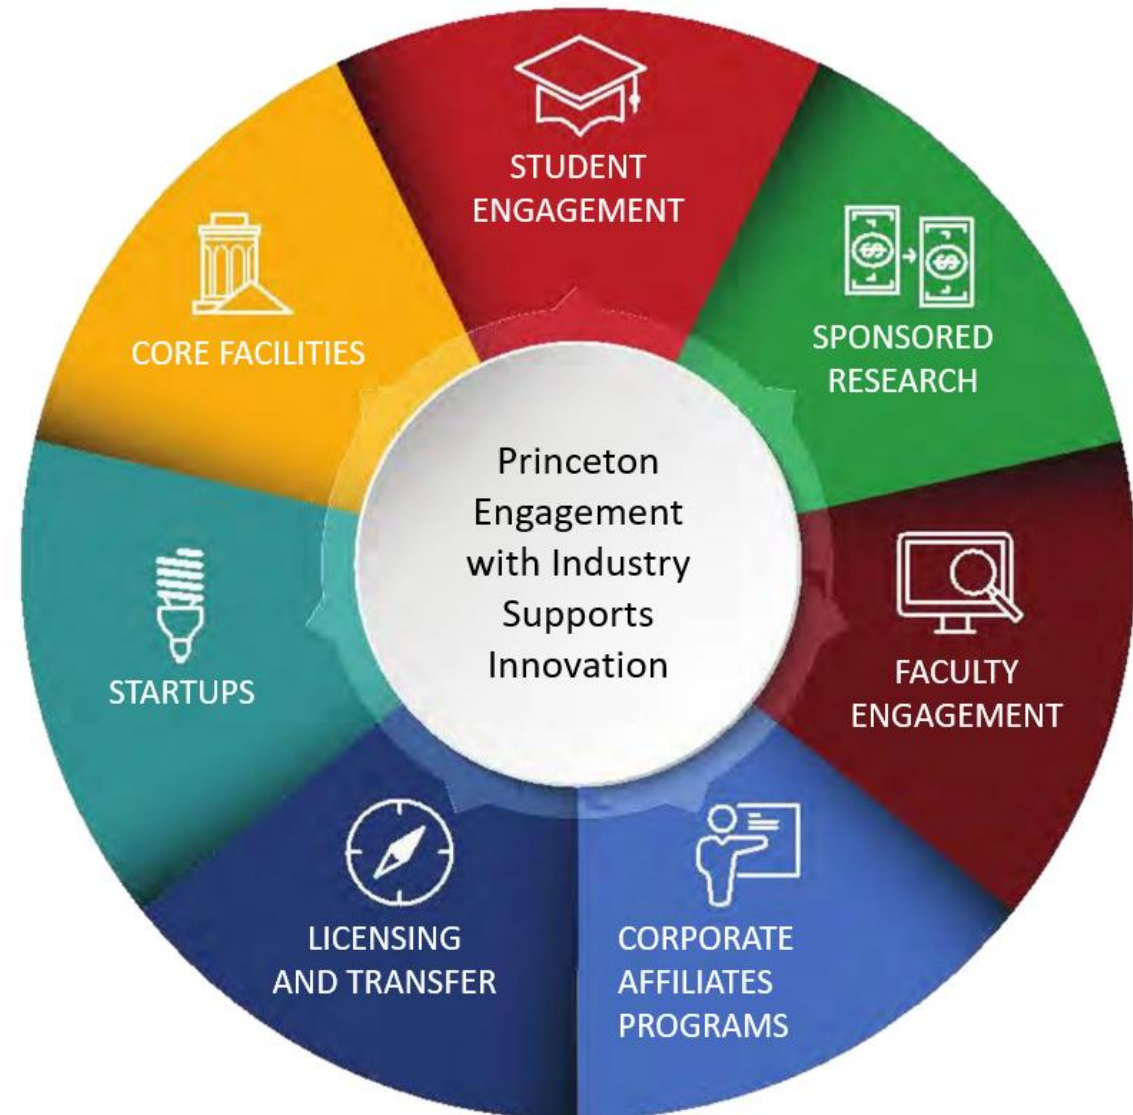 STUDENT
ENGAGEMENT
SPONSORED
RESEARCH
FACULTY
ENGAGEMENT
CORPORATE
AFFILIATES
PROGRAMS
LICENSING
AND TRANSFER
STARTUPS
CORE FACILITIES
Princeton
Engagement
with Industry
Supports
Innovation